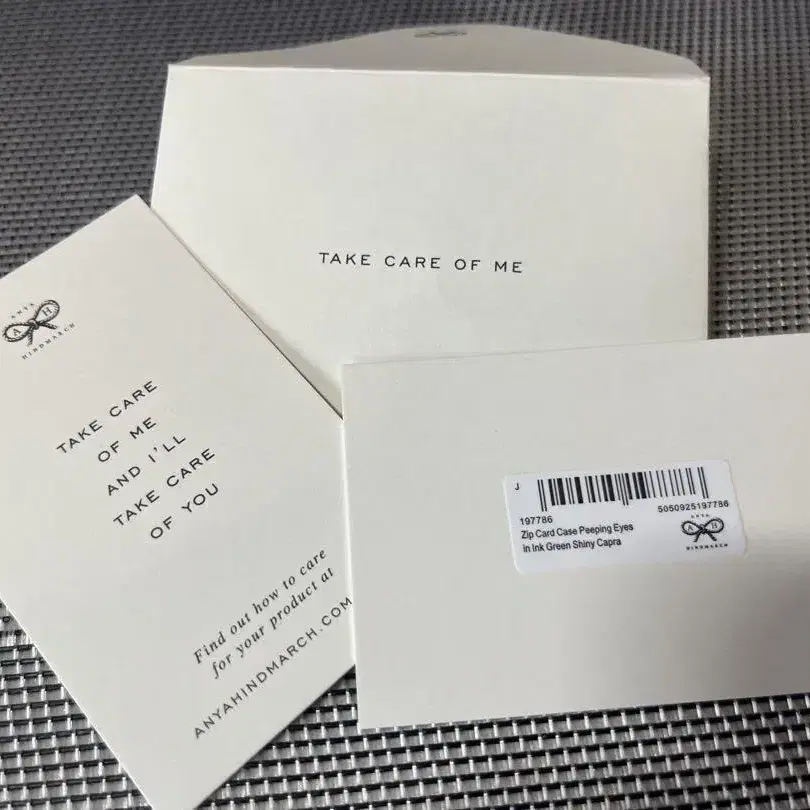 TAKE CARE OF ME
ANYA
A H
HINDMARCH
TAKE CARE
OF ME
AND I'LL
TAKE CARE
OF YOU
Find out how to care
for your product at
ANYAHINDMARCH.COM
J
197786
5050925197786
Zip Card Case Peeping Eyes
in Ink Green Shiny Capra
ANYA
A H
HINDMARCH